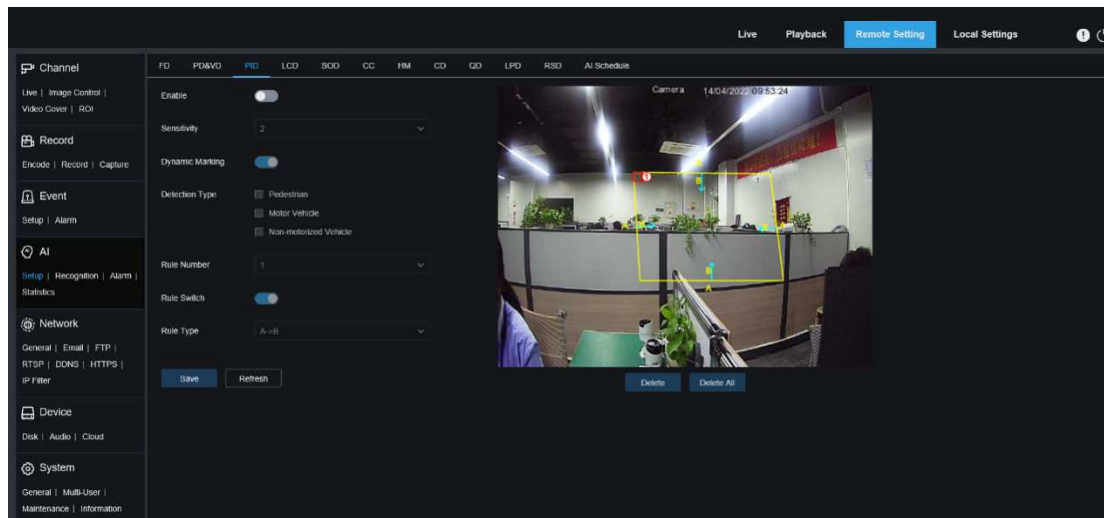 Live Playback Remote Setting Local Settings
Channel
Live | Image Control |
Video Cover | ROI
Record
Encode | Record | Capture
Event
Setup | Alarm
AI
Setup | Recognition | Alarm |
Statistics
Network
General | Email | FTP |
RTSP | DDNS | HTTPS |
IP Filter
Device
Disk | Audio | Cloud
System
General | Multi-User |
Maintenance | Information
FD PD&VD PID LCD SOD CC HM CD QD LPD RSD AI Schedule
Enable
Sensitivity 2
Dynamic Marking
Detection Type Pedestrian
Motor Vehicle
Non-motorized Vehicle
Rule Number 1
Rule Switch
Rule Type A->B
Save Refresh
Camera 14/04/2022 09:53:24
A
B
1
A
A
B
A
Delete Delete All